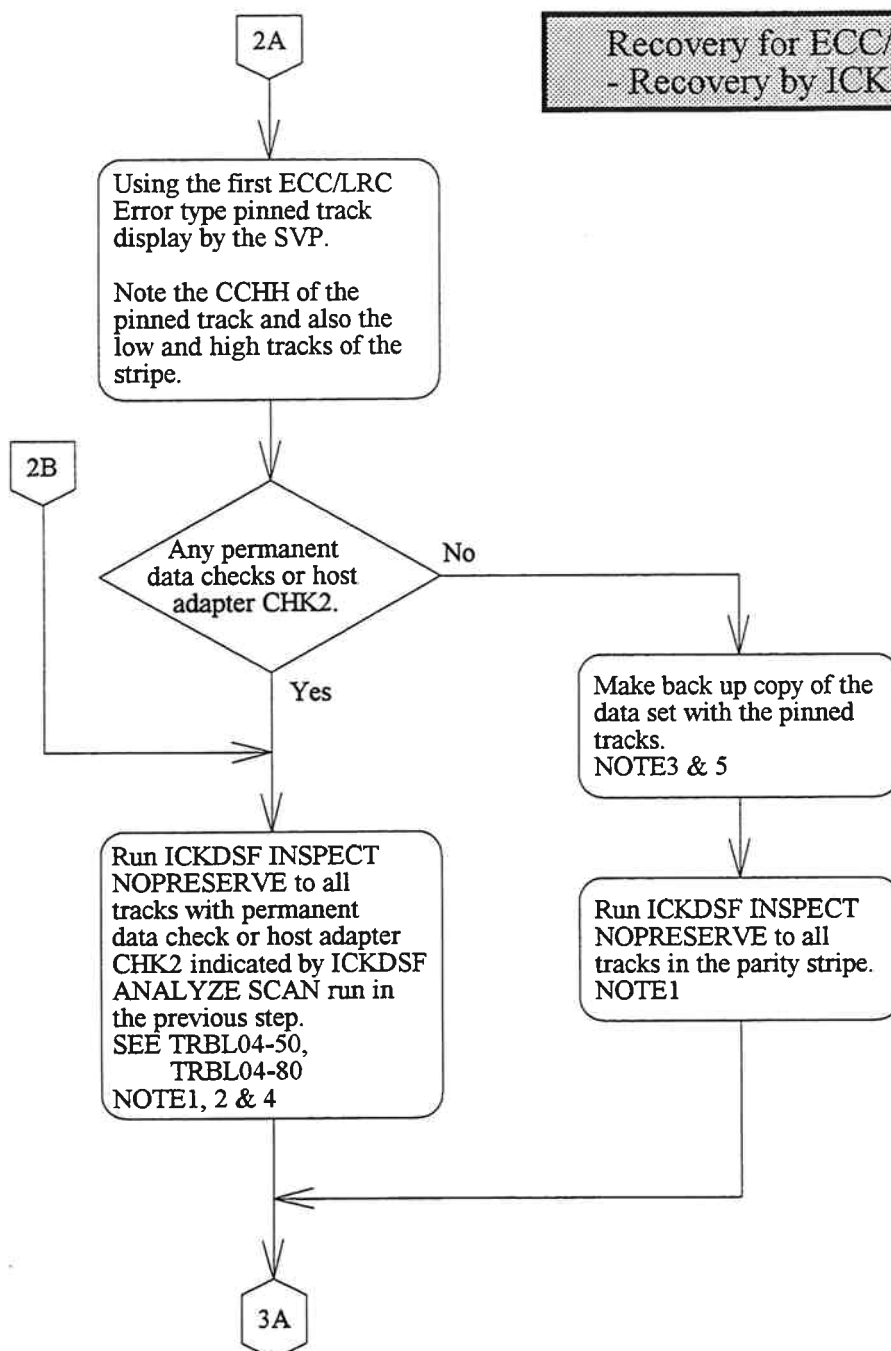 2A
Recovery for ECC/
- Recovery by ICK
Using the first ECC/LRC
Error type pinned track
display by the SVP.
Note the CCHH of the
pinned track and also the
low and high tracks of the
stripe.
2B
Any permanent
data checks or host
adapter CHK2.
No
Yes
Make back up copy of the
data set with the pinned
tracks.
NOTE3 & 5
Run ICKDSF INSPECT
NOPRESERVE to all
tracks with permanent
data check or host adapter
CHK2 indicated by ICKDSF
ANALYZE SCAN run in
the previous step.
SEE TRBL04-50,
TRBL04-80
NOTE1, 2 & 4
Run ICKDSF INSPECT
NOPRESERVE to all
tracks in the parity stripe.
NOTE1
3A